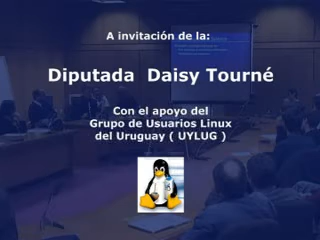 A invitación de la:
Diputada Daisy Tourné
Con el apoyo del
Grupo de Usuarios Linux
del Uruguay ( UYLUG )